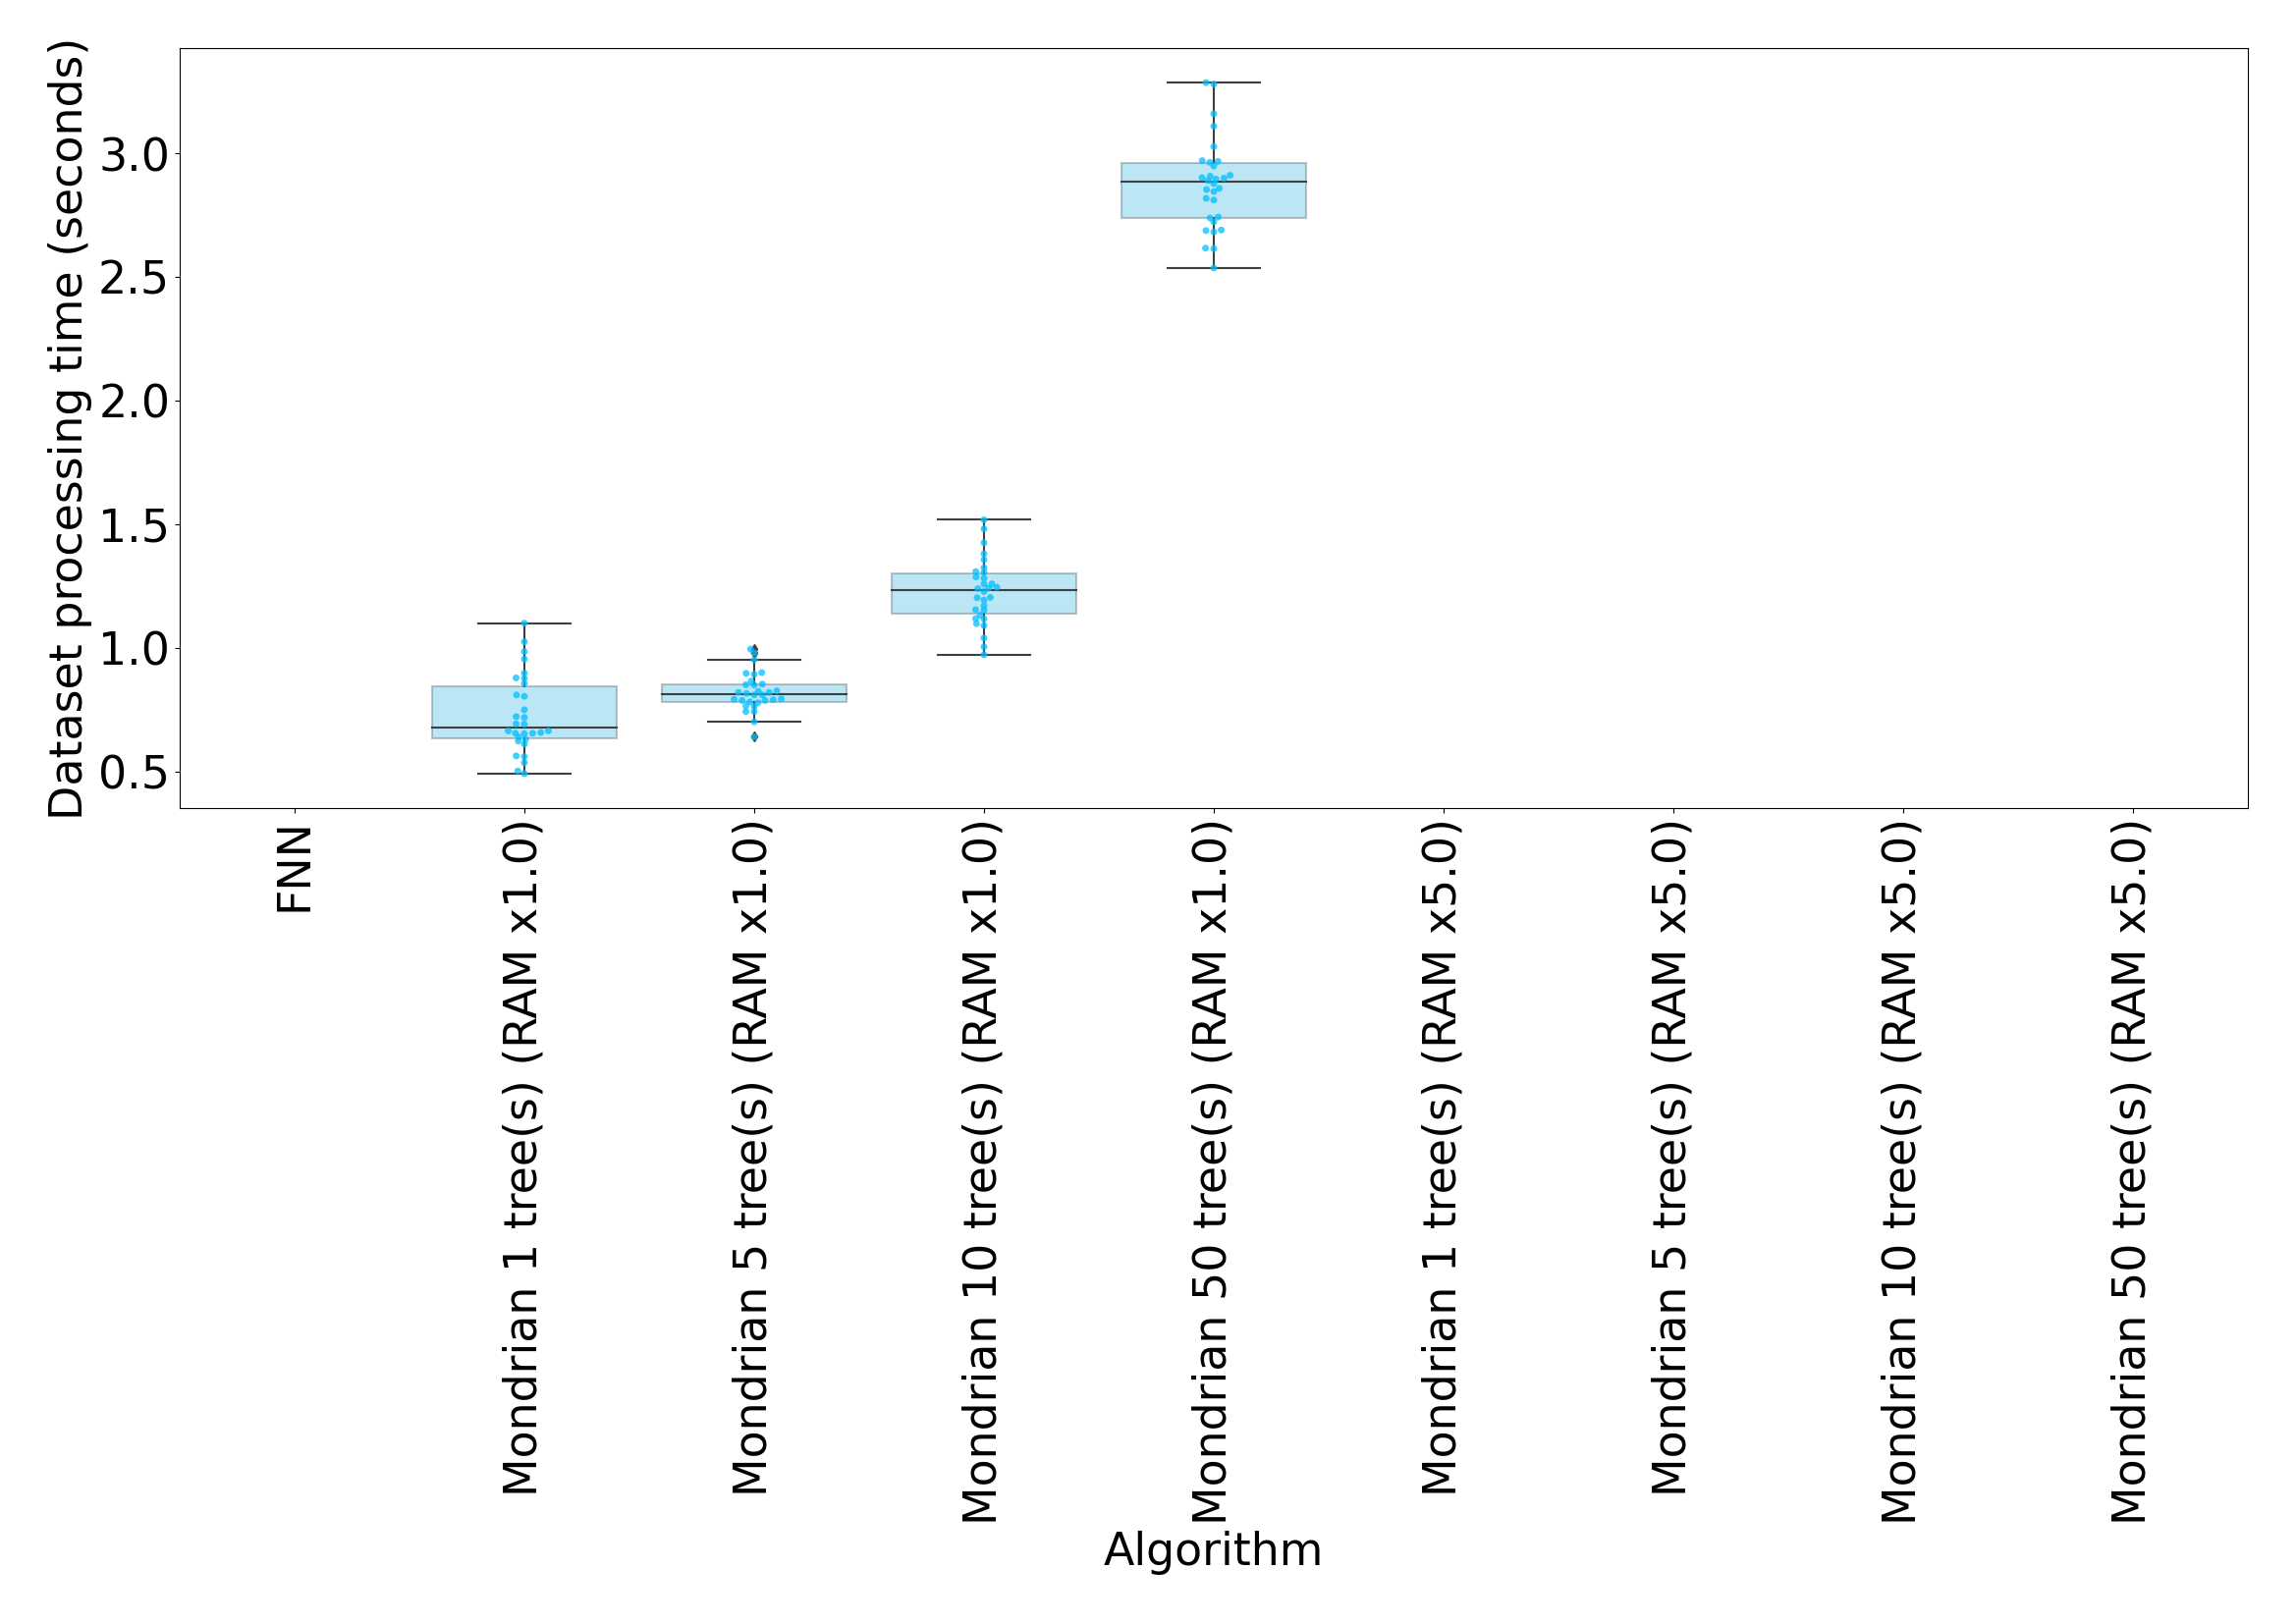 Dataset processing time (seconds)
3.0
2.5
2.0
1.5
1.0
0.5
FNN
Mondrian 1 tree(s) (RAM x1.0)
Mondrian 5 tree(s) (RAM x1.0)
Mondrian 10 tree(s) (RAM x1.0)
Mondrian 50 tree(s) (RAM x1.0)
Mondrian 1 tree(s) (RAM x5.0)
Mondrian 5 tree(s) (RAM x5.0)
Mondrian 10 tree(s) (RAM x5.0)
Mondrian 50 tree(s) (RAM x5.0)
Algorithm